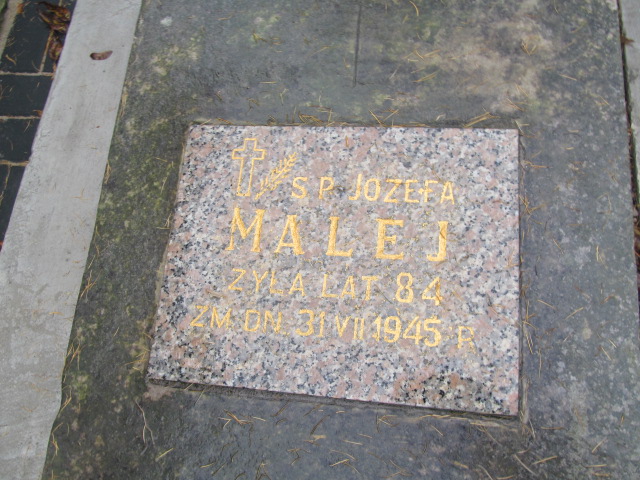 S.P. JÓZEFA
MALEJ
ŻYŁA LAT 84
ZM. DN. 31 VII 1945 R.